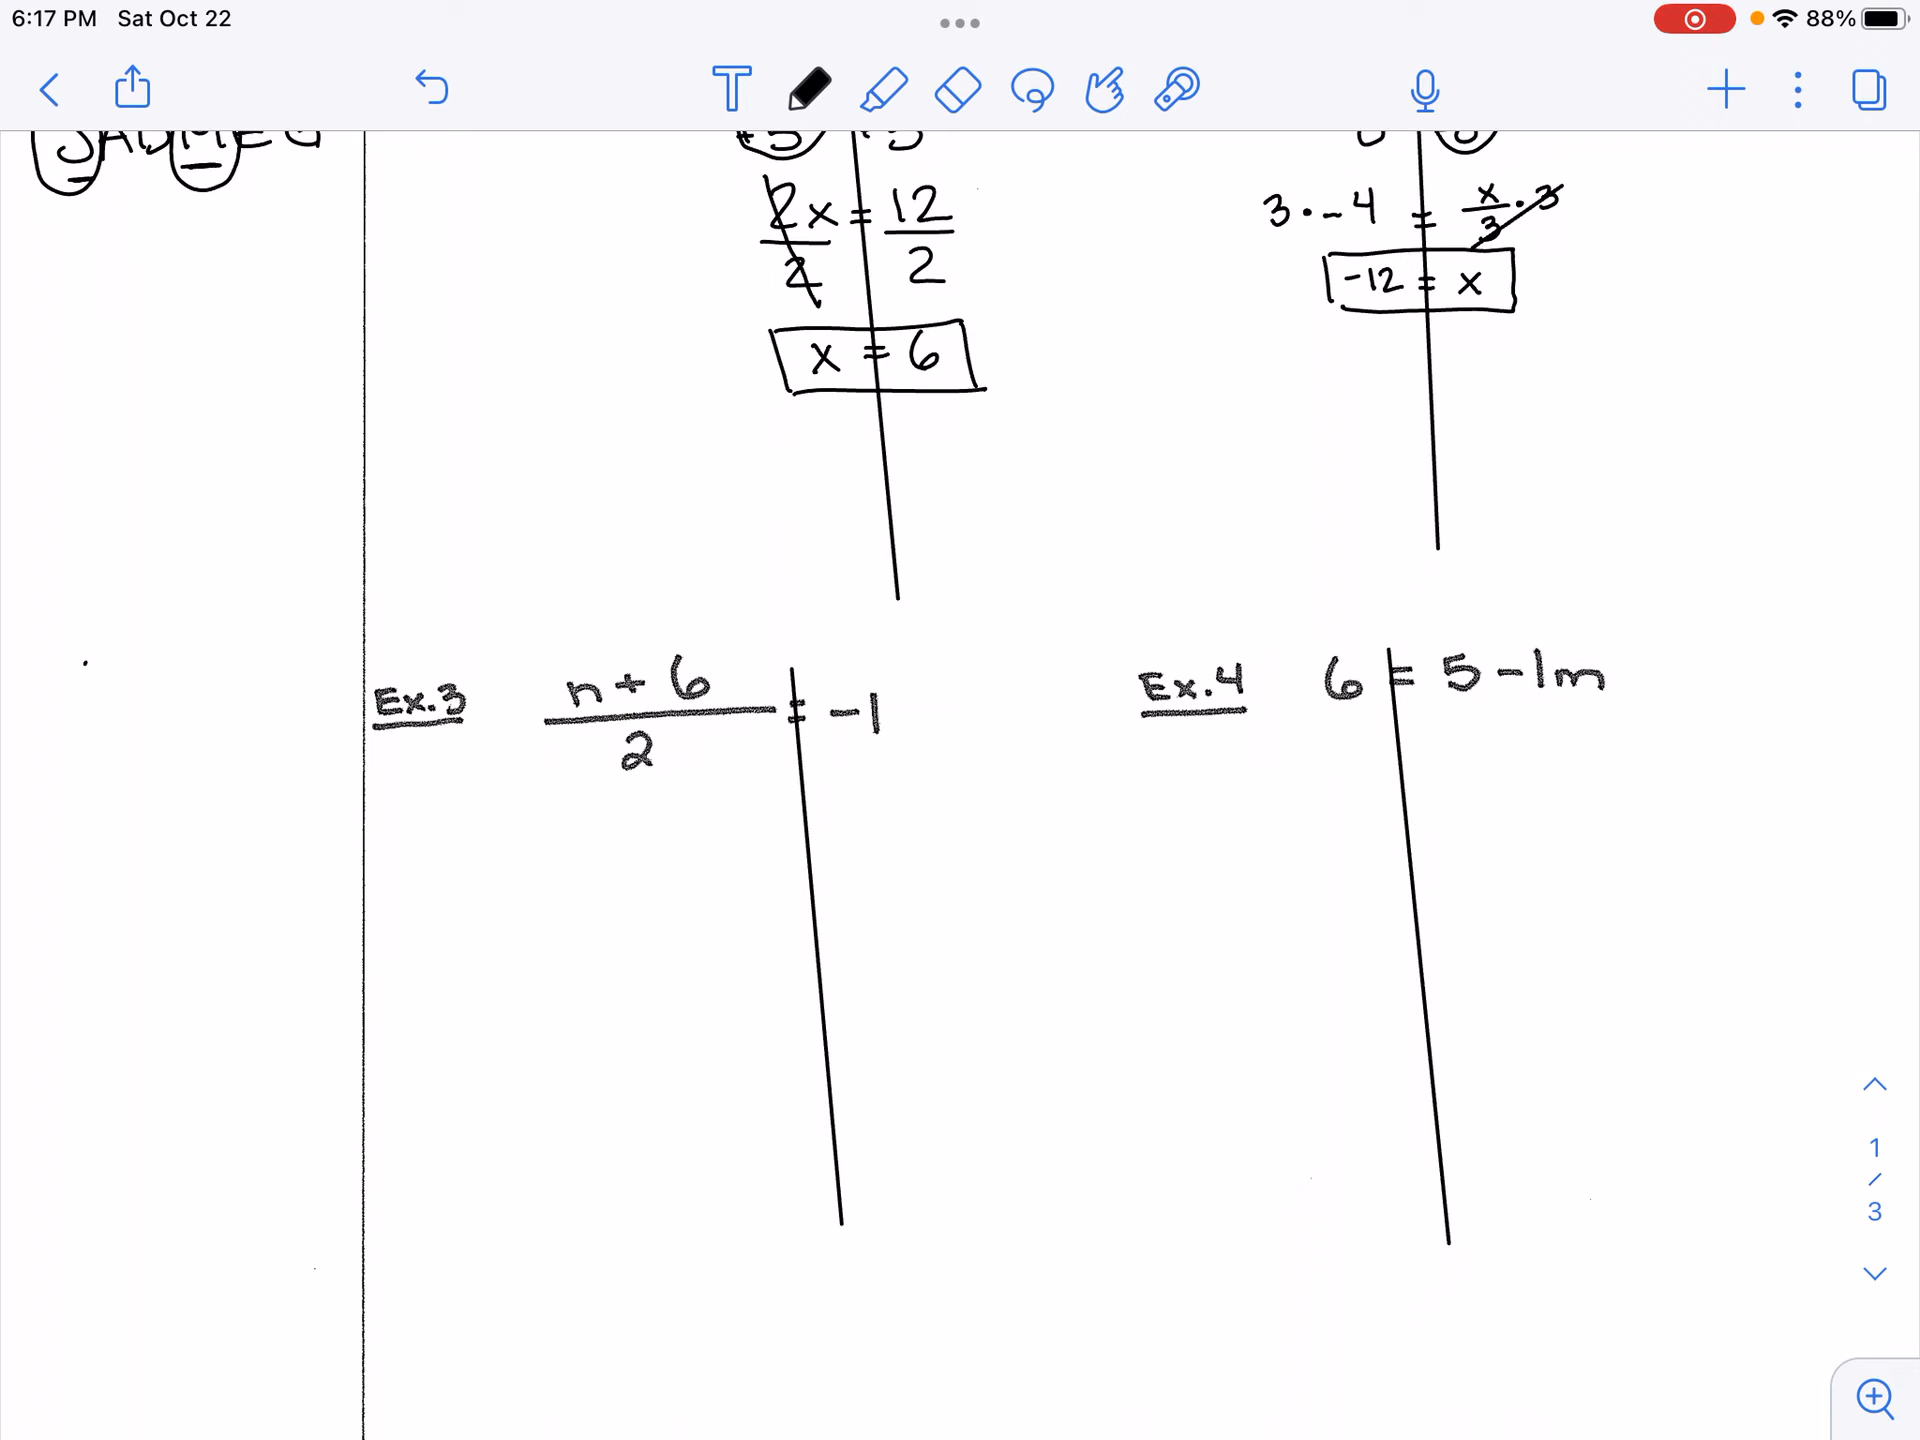 6:17 PM Sat Oct 22
88%
T
2x = 12
2 2
x = 6
3 · -4 = x/3 · 3
-12 = x
Ex.3 n + 6 = -1
2
Ex.4 6 = 5 - 1m
1
/
3